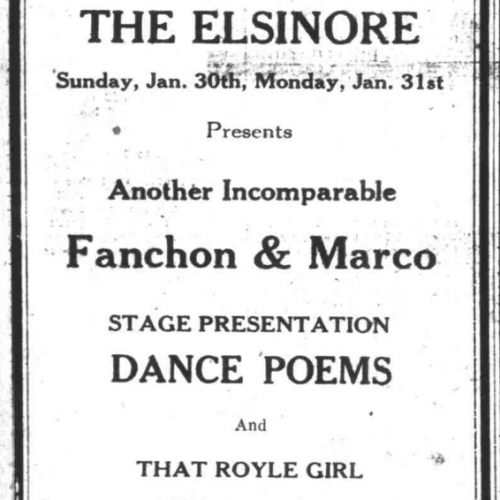 THE ELSINORE
Sunday, Jan. 30th, Monday, Jan. 31st
Presents
Another Incomparable
Fanchon & Marco
STAGE PRESENTATION
DANCE POEMS
And
THAT ROYLE GIRL